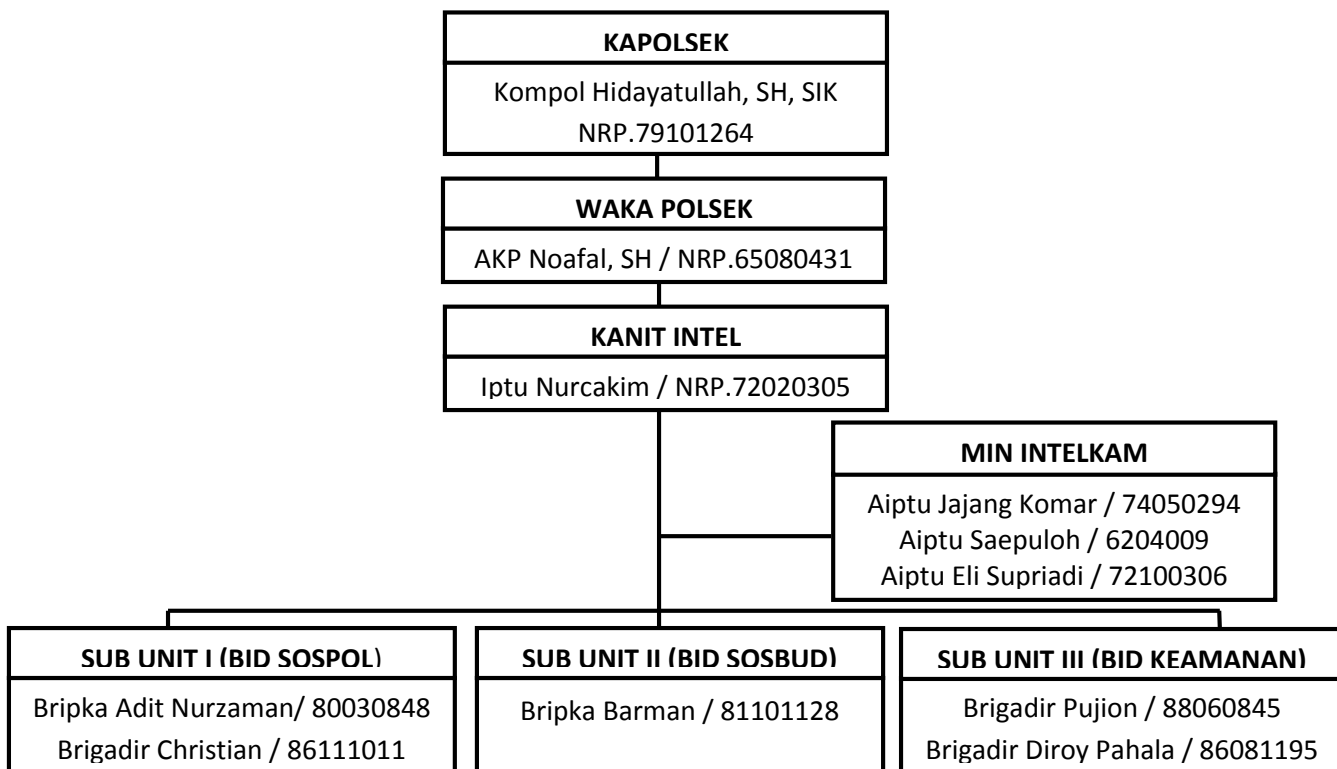 KAPOLSEK
Kompol Hidayatullah, SH, SIK
NRP.79101264
WAKA POLSEK
AKP Noafal, SH / NRP.65080431
KANIT INTEL
Iptu Nurcakim / NRP.72020305
MIN INTELKAM
Aiptu Jajang Komar / 74050294
Aiptu Saepuloh / 6204009
Aiptu Eli Supriadi / 72100306
SUB UNIT I (BID SOSPOL)
Bripka Adit Nurzaman/ 80030848
Brigadir Christian / 86111011
SUB UNIT II (BID SOSBUD)
Bripka Barman / 81101128
SUB UNIT III (BID KEAMANAN)
Brigadir Pujion / 88060845
Brigadir Diroy Pahala / 86081195